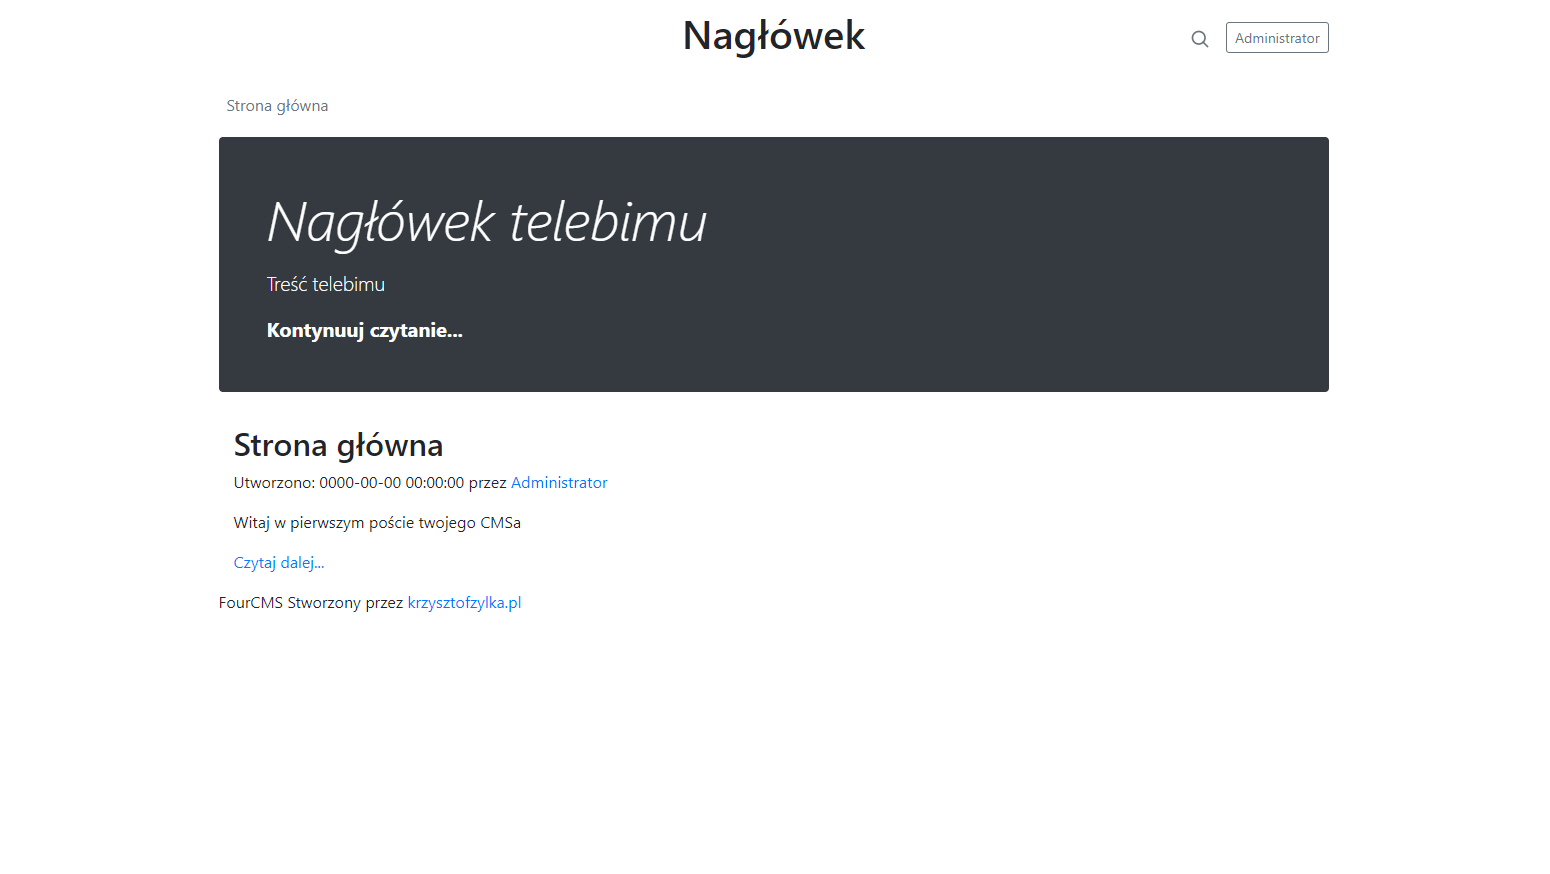 Nagłówek
Administrator
Strona główna
Nagłówek telebimu
Treść telebimu
Kontynuuj czytanie...
Strona główna
Utworzono: 0000-00-00 00:00:00 przez Administrator
Witaj w pierwszym poście twojego CMSa
Czytaj dalej...
FourCMS Stworzony przez krzysztofzylka.pl